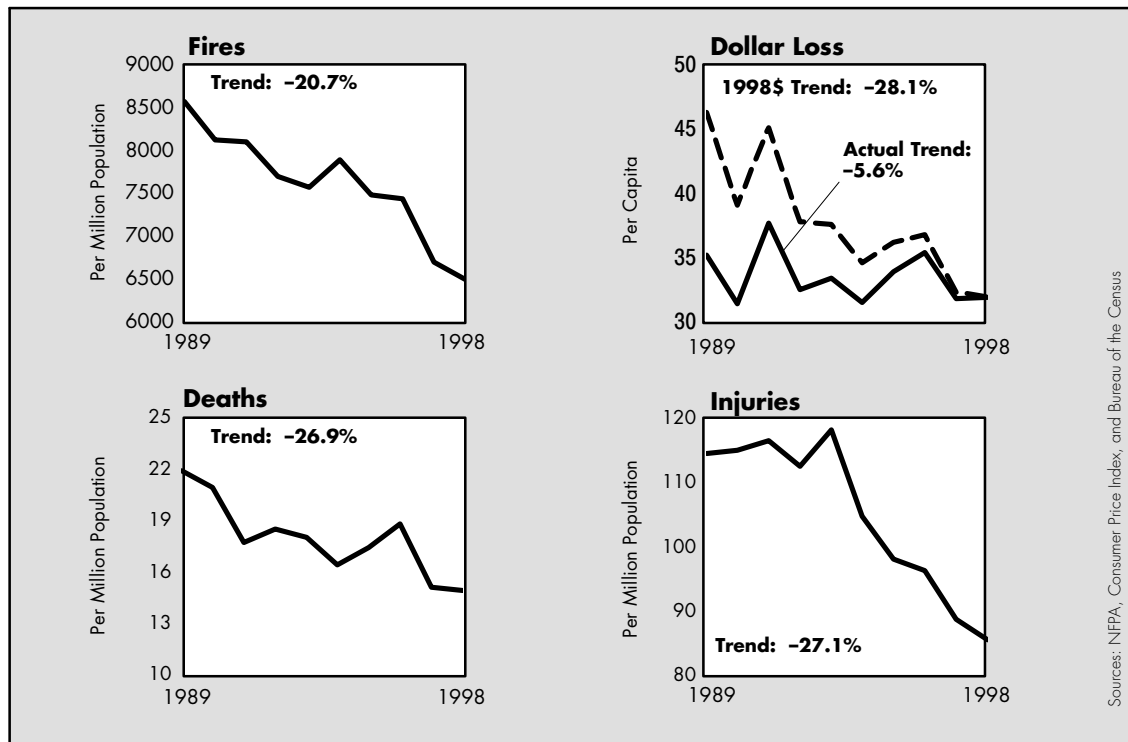 Fires
Trend: –20.7%
Per Million Population
9000
8500
8000
7500
7000
6500
6000
1989
1998
Dollar Loss
1998$ Trend: –28.1%
Actual Trend:
–5.6%
Per Capita
50
45
40
35
30
1989
1998
Deaths
Trend: –26.9%
Per Million Population
25
22
19
16
13
10
1989
1998
Injuries
Trend: –27.1%
Per Million Population
120
110
100
90
80
1989
1998
Sources: NFPA, Consumer Price Index, and Bureau of the Census